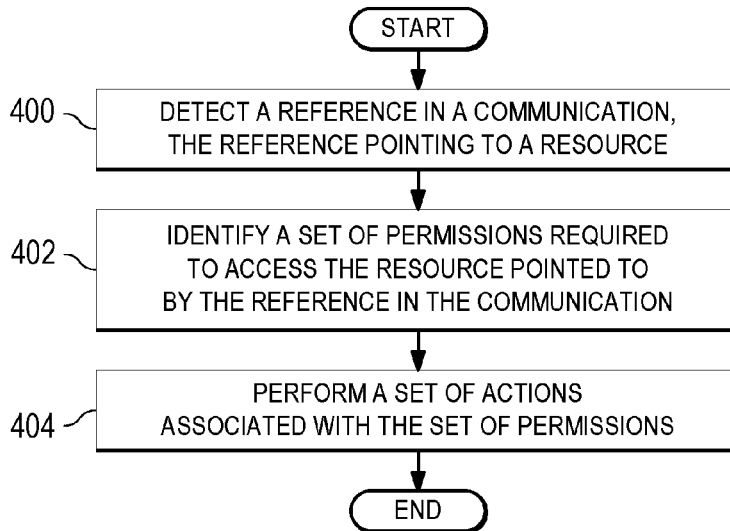 START
400
DETECT A REFERENCE IN A COMMUNICATION,
THE REFERENCE POINTING TO A RESOURCE
402
IDENTIFY A SET OF PERMISSIONS REQUIRED
TO ACCESS THE RESOURCE POINTED TO
BY THE REFERENCE IN THE COMMUNICATION
404
PERFORM A SET OF ACTIONS
ASSOCIATED WITH THE SET OF PERMISSIONS
END